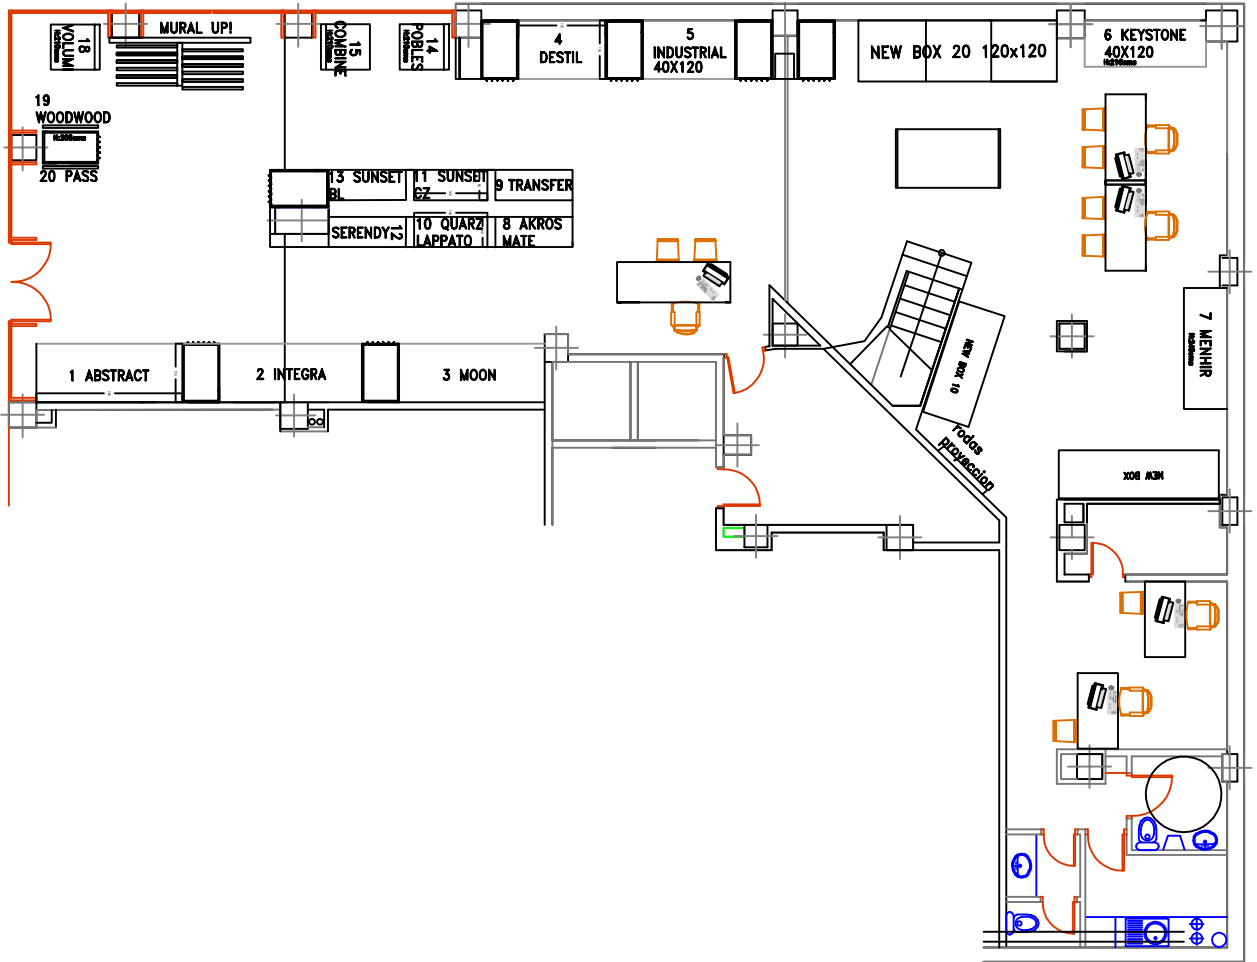 18
VOLUMI
MURAL UP!
15
COMBINE
14
POBLES
4
DESTIL
5
INDUSTRIAL
40X120
NEW BOX 20 120x120
6 KEYSTONE
40X120
19
WOODWOOD
20 PASS
13 SUNSET
BL
11 SUNSET
CZ
9 TRANSFER
SERENDY 12
10 QUARZ
LAPPATO
8 AKROS
MATE
1 ABSTRACT
2 INTEGRA
3 MOON
7 MENHIR
NEW BOX 10
rodas
proyeccion
NEW BOX